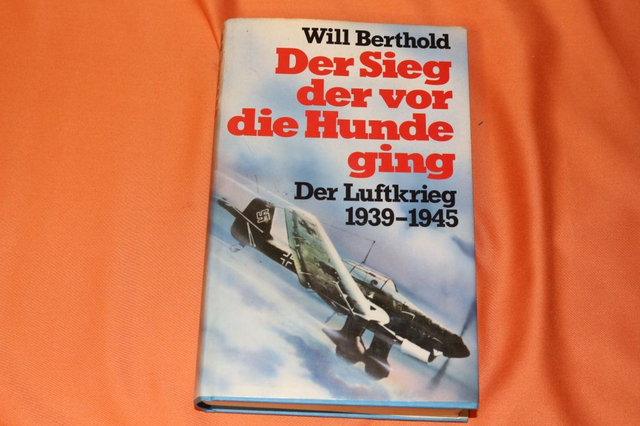 Will Berthold
Der Sieg
der vor
die Hunde
ging
Der Luftkrieg
1939–1945